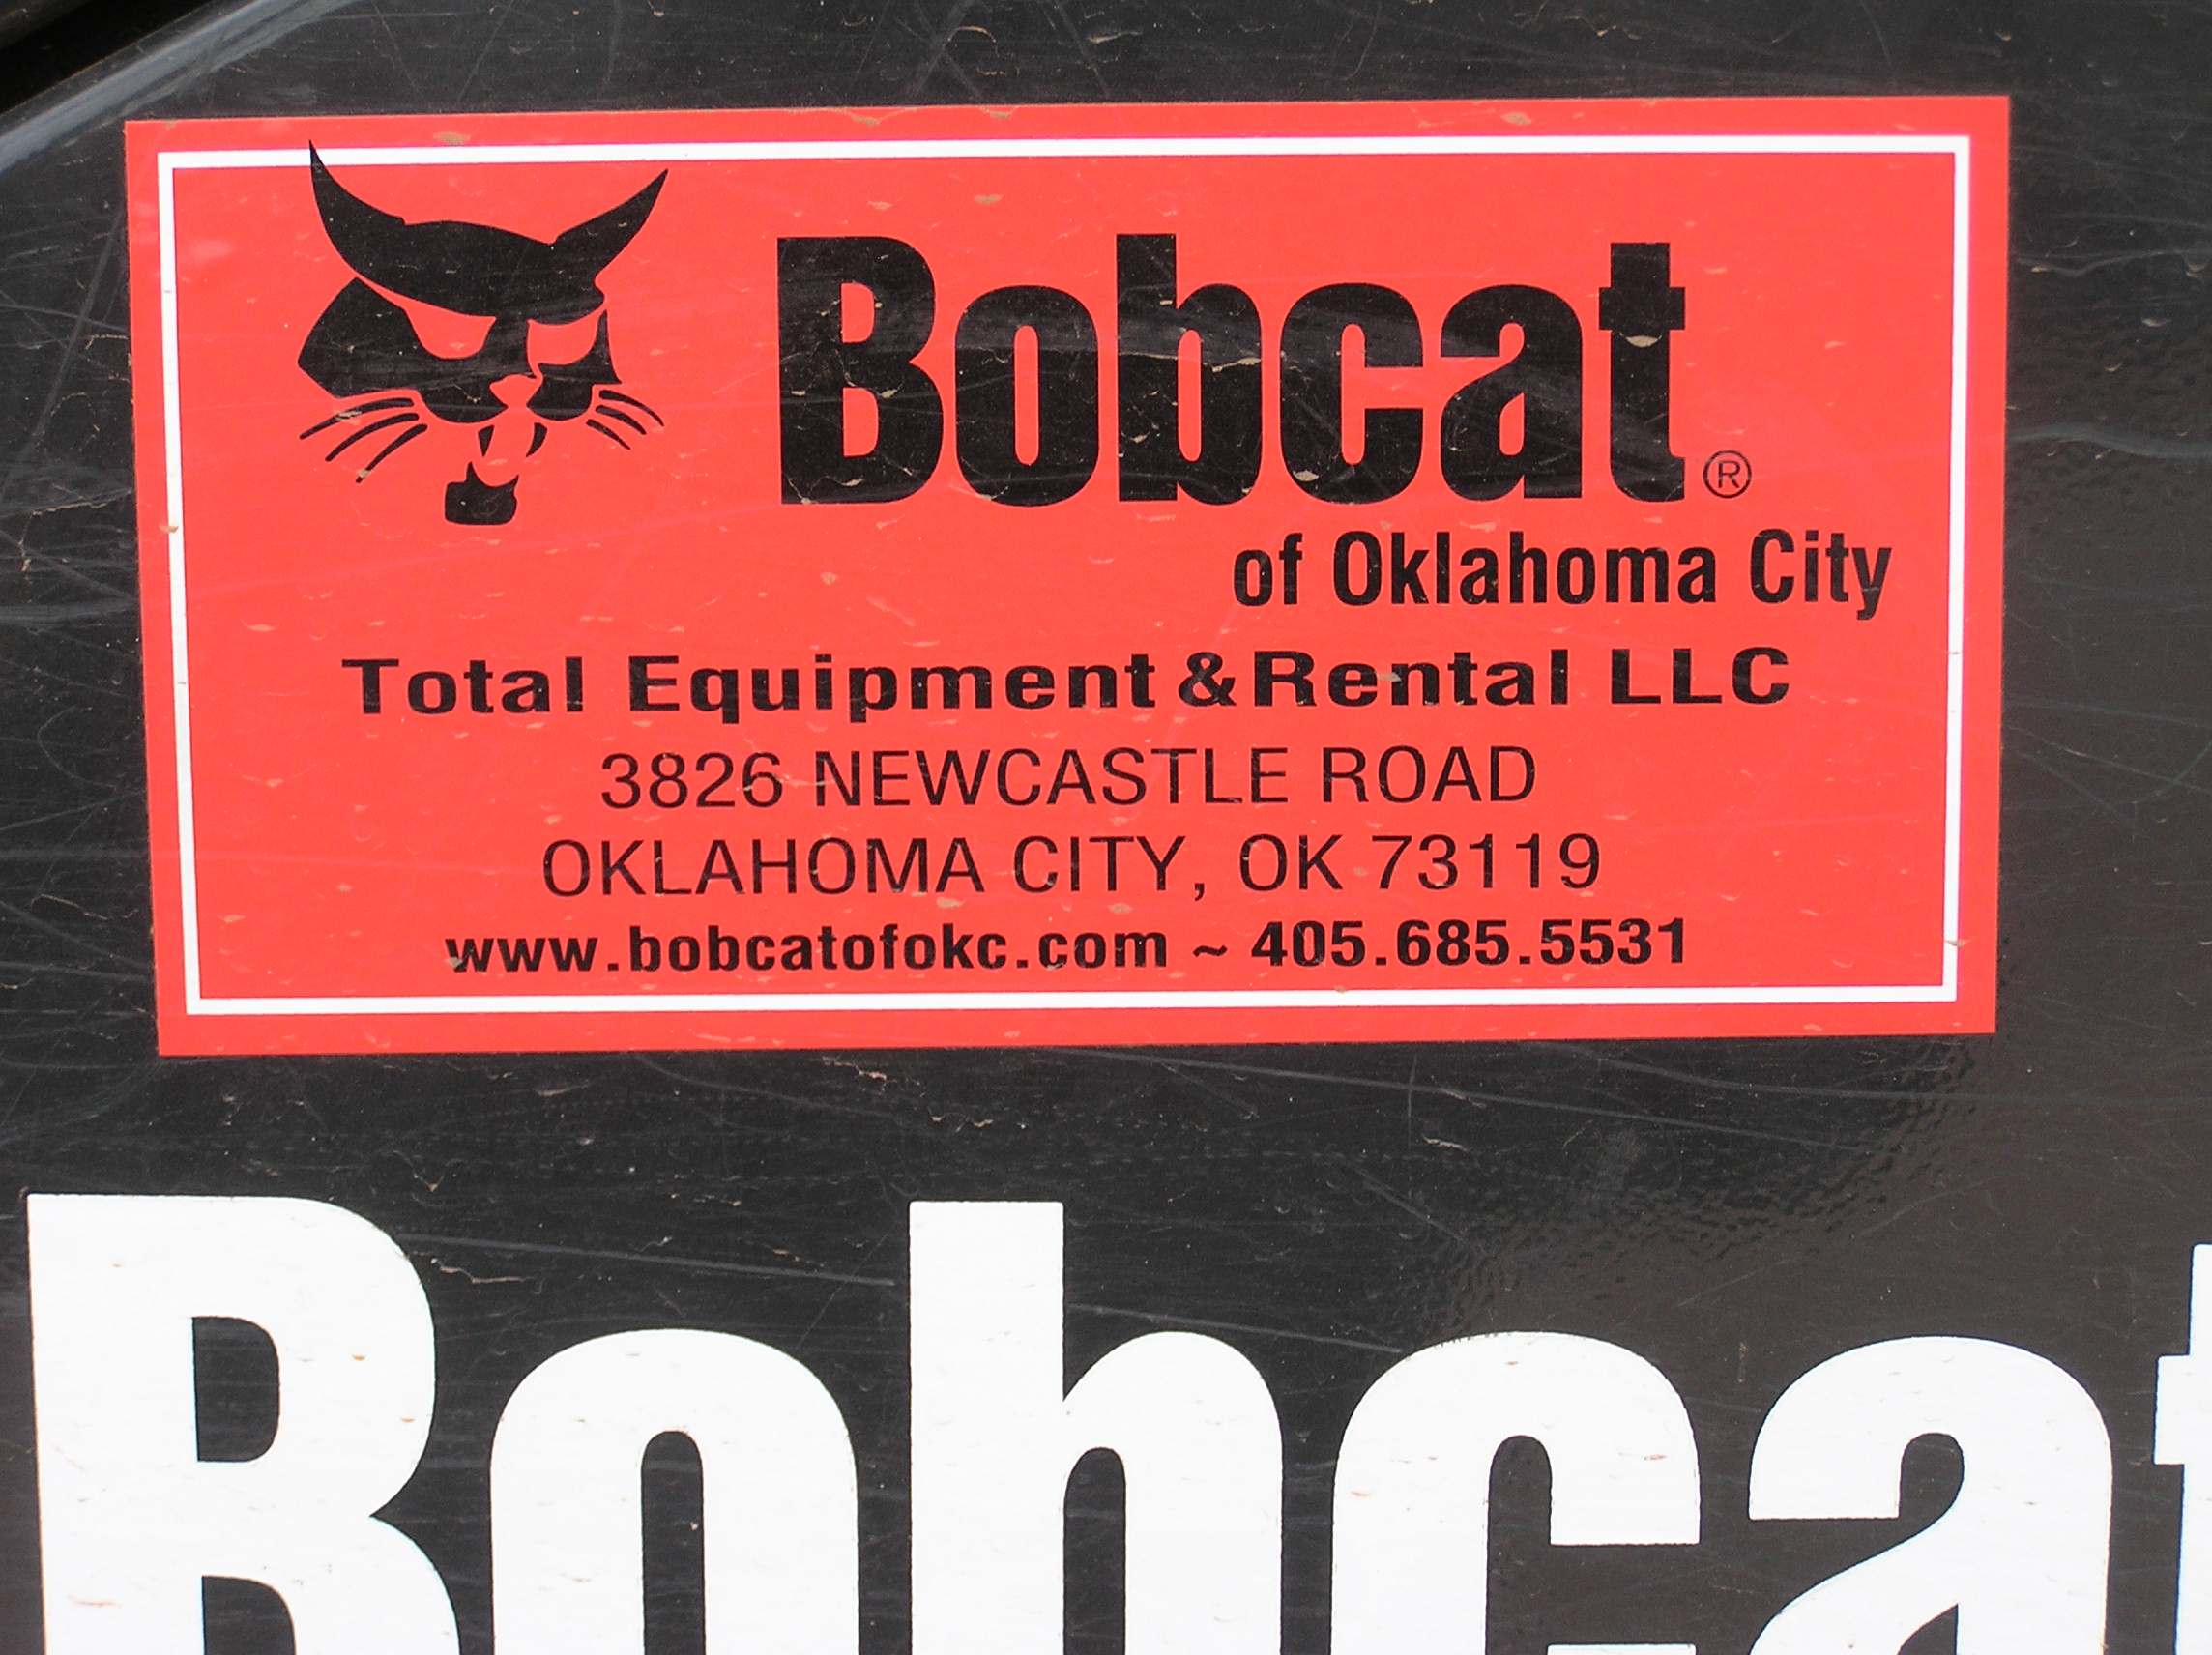 Bobcat®
of Oklahoma City
Total Equipment & Rental LLC
3826 NEWCASTLE ROAD
OKLAHOMA CITY, OK 73119
www.bobcatofokc.com ~ 405.685.5531
Bobcat